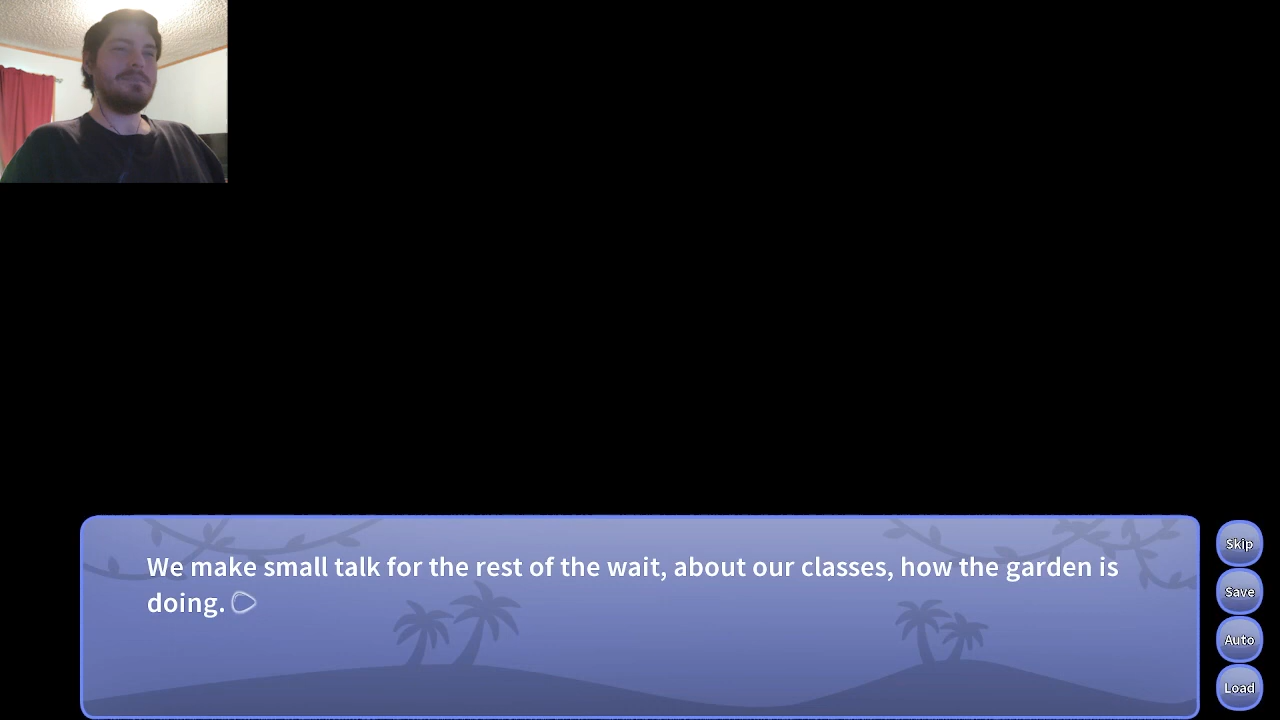 We make small talk for the rest of the wait, about our classes, how the garden is
doing.
Skip
Save
Auto
Load